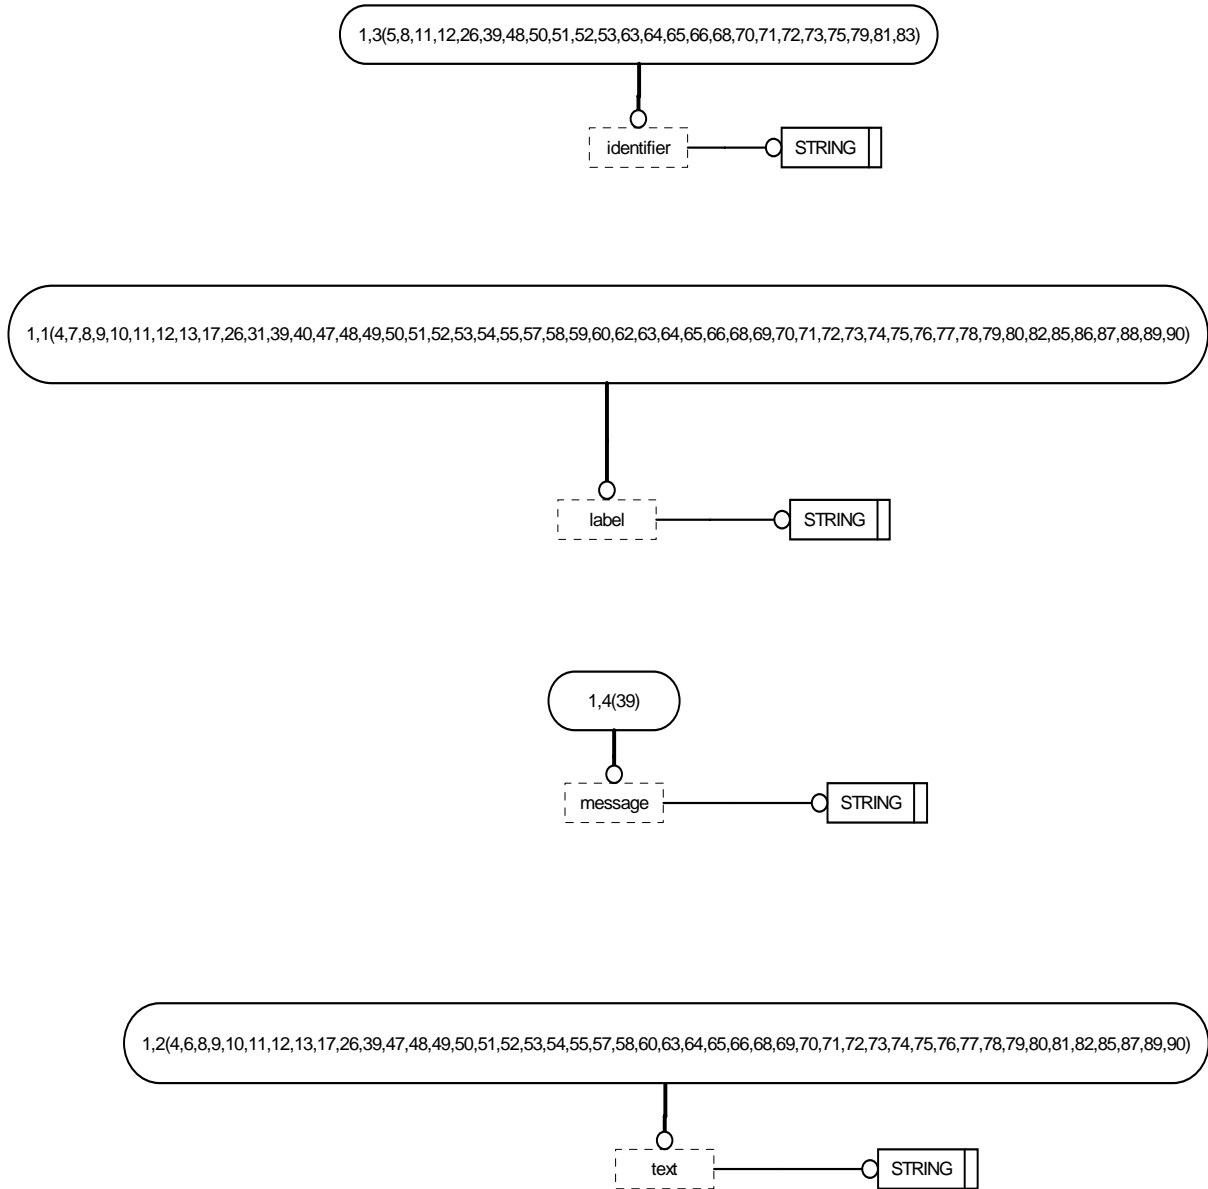 1,3(5,8,11,12,26,39,48,50,51,52,53,63,64,65,66,68,70,71,72,73,75,79,81,83)
identifier STRING
1,1(4,7,8,9,10,11,12,13,17,26,31,39,40,47,48,49,50,51,52,53,54,55,57,58,59,60,62,63,64,65,66,68,69,70,71,72,73,74,75,76,77,78,79,80,82,85,86,87,88,89,90)
label STRING
1,4(39)
message STRING
1,2(4,6,8,9,10,11,12,13,17,26,39,47,48,49,50,51,52,53,54,55,57,58,60,63,64,65,66,68,69,70,71,72,73,74,75,76,77,78,79,80,81,82,85,87,89,90)
text STRING